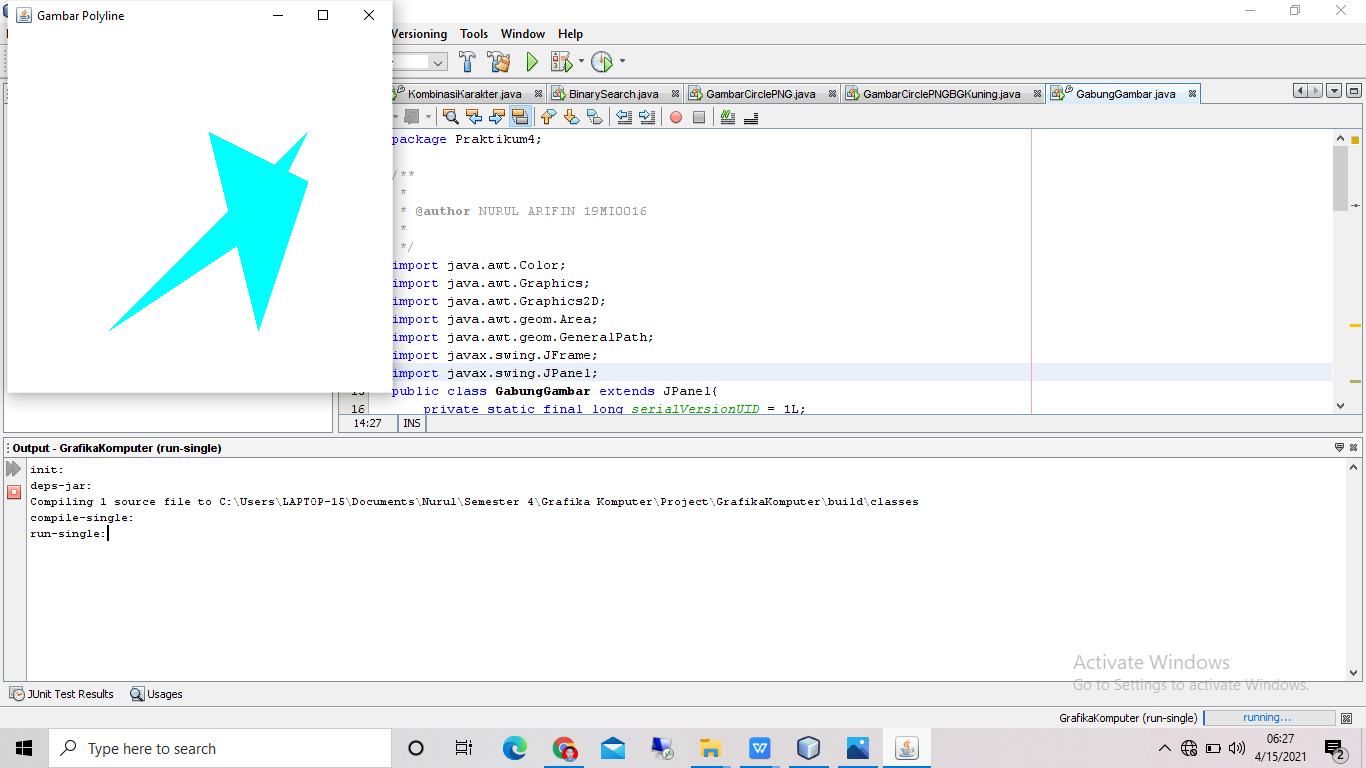 Gambar Polyline
Versioning Tools Window Help
KombinasiKarakter.java BinarySearch.java GambarCirclePNG.java GambarCirclePNGBGKuning.java GabungGambar.java
package Praktikum4;
/**
*
* @author NURUL ARIFIN 19MI0016
*
*/
import java.awt.Color;
import java.awt.Graphics;
import java.awt.Graphics2D;
import java.awt.geom.Area;
import java.awt.geom.GeneralPath;
import javax.swing.JFrame;
import javax.swing.JPanel;
15 public class GabungGambar extends JPanel{
16 private static final long serialVersionUID = 1L;
14:27 INS
Output - GrafikaKomputer (run-single)
init:
deps-jar:
Compiling 1 source file to C:\Users\LAPTOP-15\Documents\Nurul\Semester 4\Grafika Komputer\Project\GrafikaKomputer\build\classes
compile-single:
run-single:
Activate Windows
Go to Settings to activate Windows.
JUnit Test Results Usages
GrafikaKomputer (run-single) running...
Type here to search
06:27
4/15/2021
2